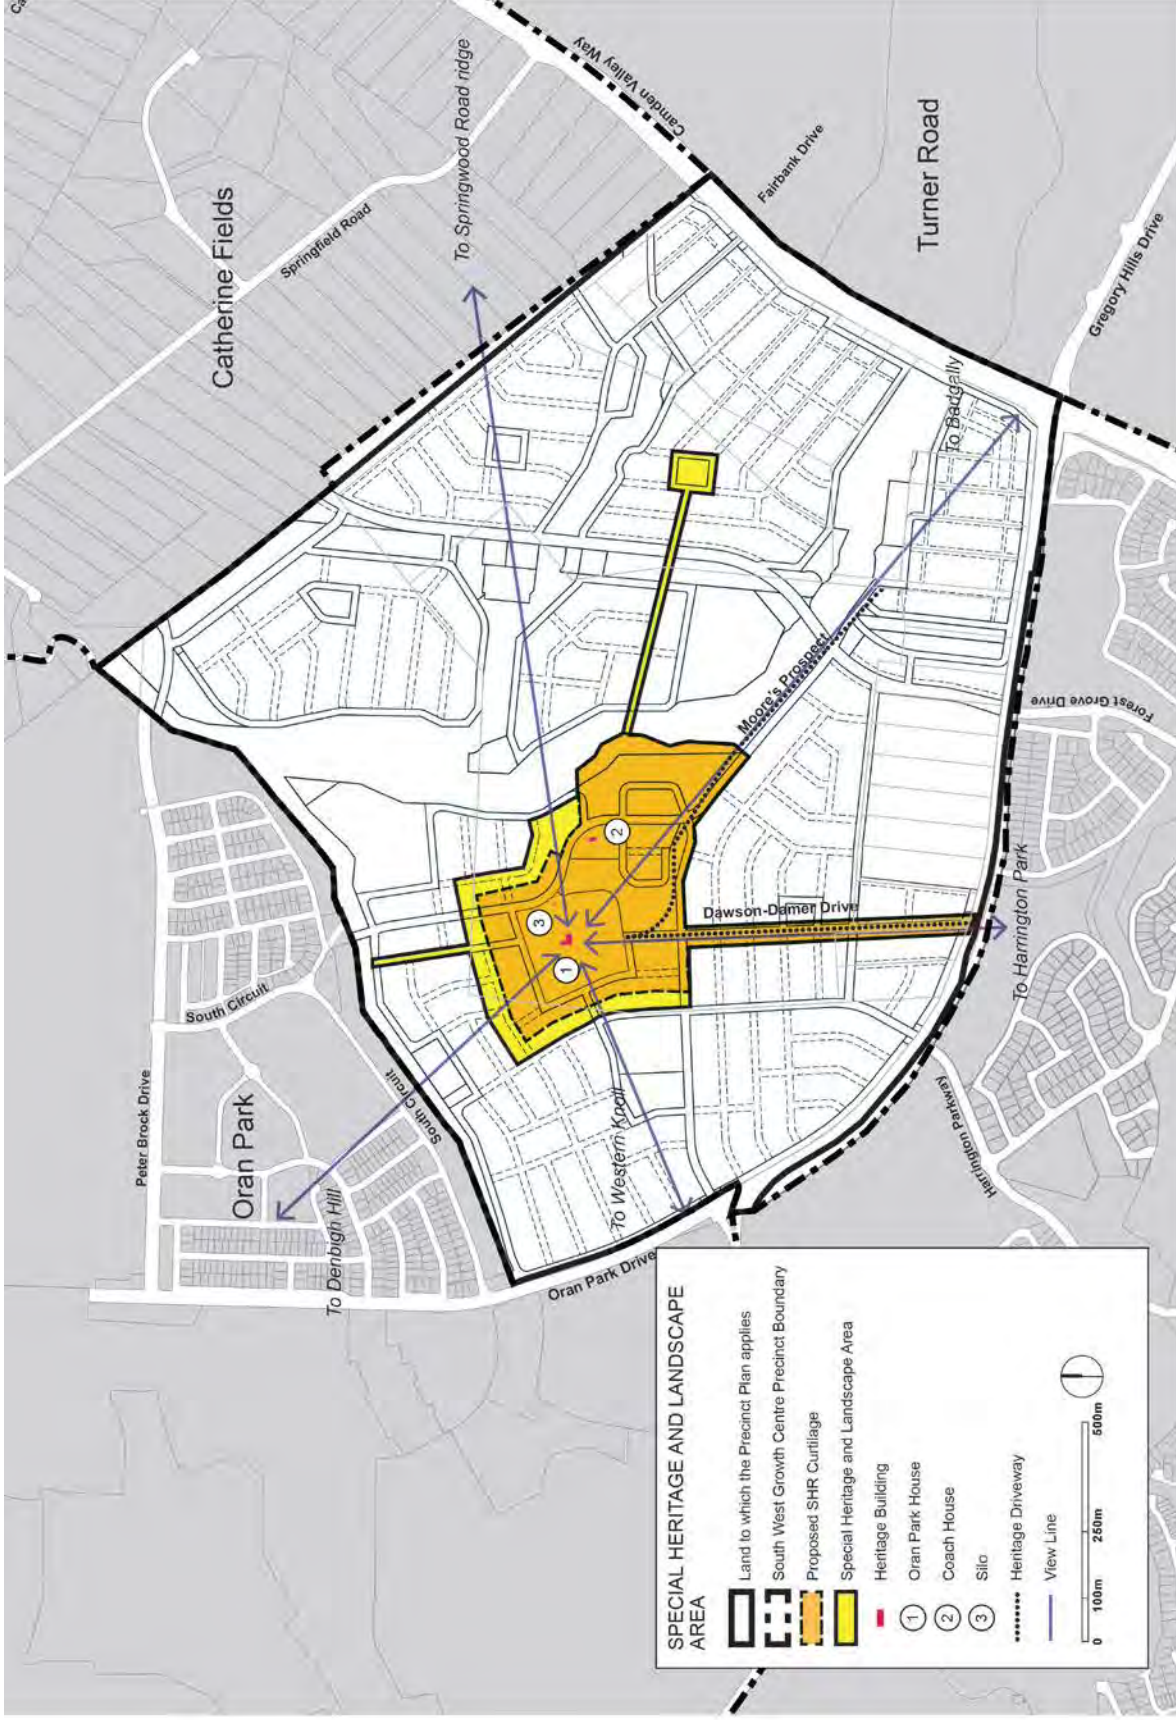 Ca
Catherine Fields
Springfield Road
To Springwood Road ridge
Camden Valley Way
Fairbank Drive
Turner Road
Gregory Hills Drive
To Badgally
Moore's Prospect
Forest Grove Drive
Dawson-Damer Drive
To Harrington Park
Harrington Parkway
Peter Brock Drive
South Circuit
Oran Park
South Circuit
To Denbigh Hill
To Western Knoll
Oran Park Drive
1
2
3
SPECIAL HERITAGE AND LANDSCAPE
AREA
Land to which the Precinct Plan applies
South West Growth Centre Precinct Boundary
Proposed SHR Curtilage
Special Heritage and Landscape Area
Heritage Building
1 Oran Park House
2 Coach House
3 Silo
Heritage Driveway
View Line
0 100m 250m 500m